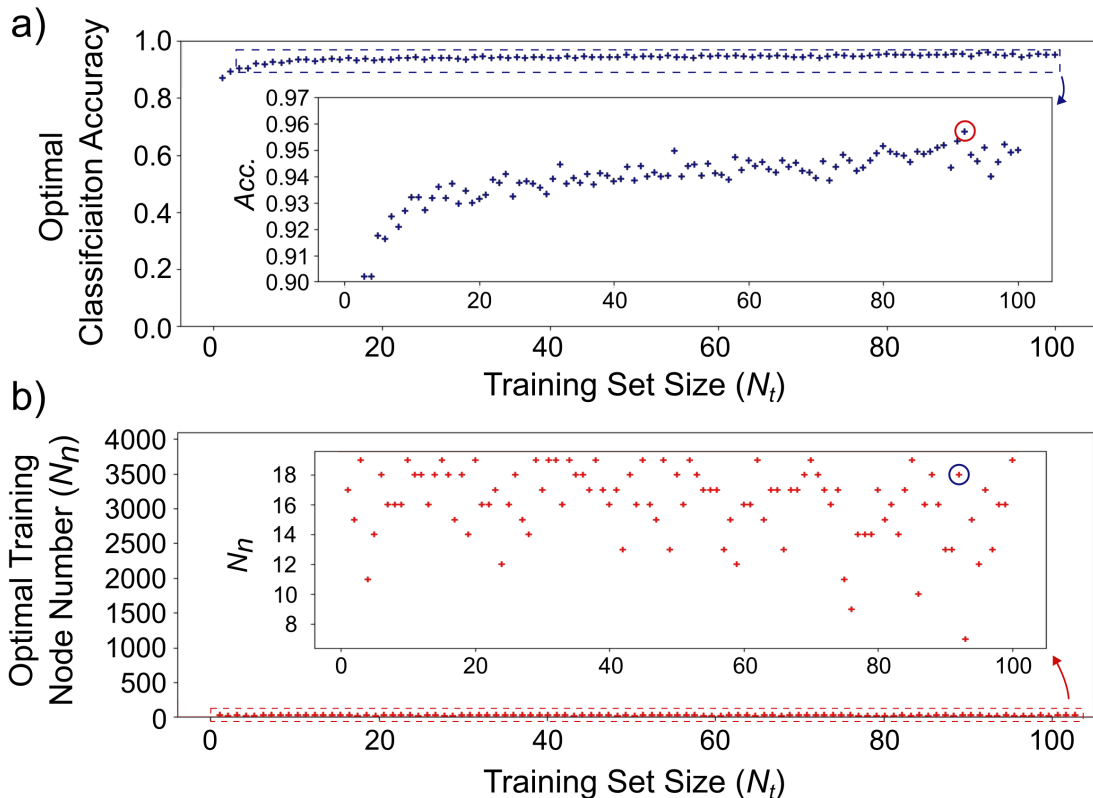 a)
Optimal
Classifciaiton Accuracy
1.0
0.8
0.6
0.4
0.2
0.0
Acc.
0.97
0.96
0.95
0.94
0.93
0.92
0.91
0.90
0 20 40 60 80 100
0 20 40 60 80 100
Training Set Size (Nt)
b)
Optimal Training
Node Number (Nn)
4000
3500
3000
2500
2000
1500
1000
500
0
Nn
18
16
14
12
10
8
0 20 40 60 80 100
0 20 40 60 80 100
Training Set Size (Nt)